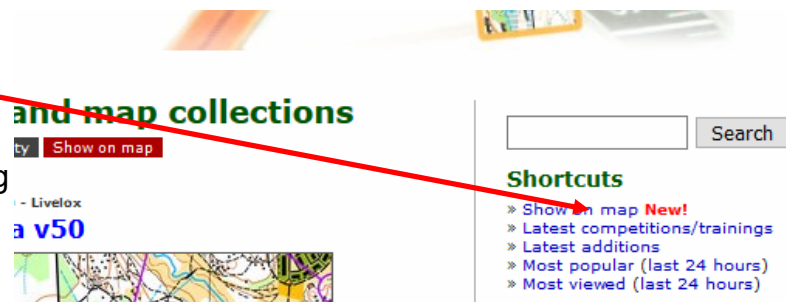 and map collections
ty Show on map
g
- Livelox
a v50
Search
Shortcuts
» Show on map New!
» Latest competitions/trainings
» Latest additions
» Most popular (last 24 hours)
» Most viewed (last 24 hours)